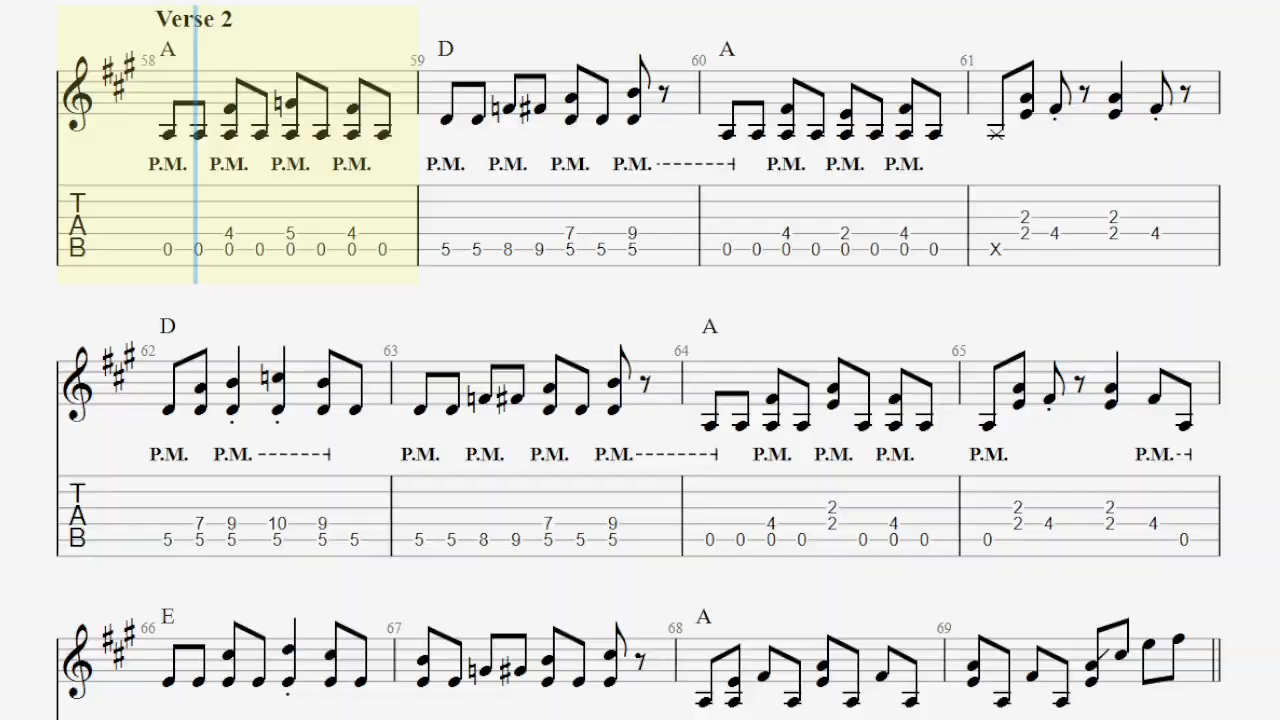 Verse 2
58 A 59 D 60 A 61
P.M. P.M. P.M. P.M. P.M. P.M. P.M. P.M. P.M. P.M. P.M.
T 2 2
A 4 5 4 7 9 4 2 4 2 4 2 4
B 0 0 0 0 0 0 0 0 5 5 8 9 5 5 5 0 0 0 0 0 0 0 0 X
62 D 63 64 A 65
P.M. P.M. P.M. P.M. P.M. P.M. P.M. P.M. P.M. P.M. P.M.
T 2 2 2
A 7 9 10 9 7 9 4 2 4 2 4 2 4
B 5 5 5 5 5 5 5 5 8 9 5 5 5 0 0 0 0 0 0 0 0 0
66 E 67 68 A 69